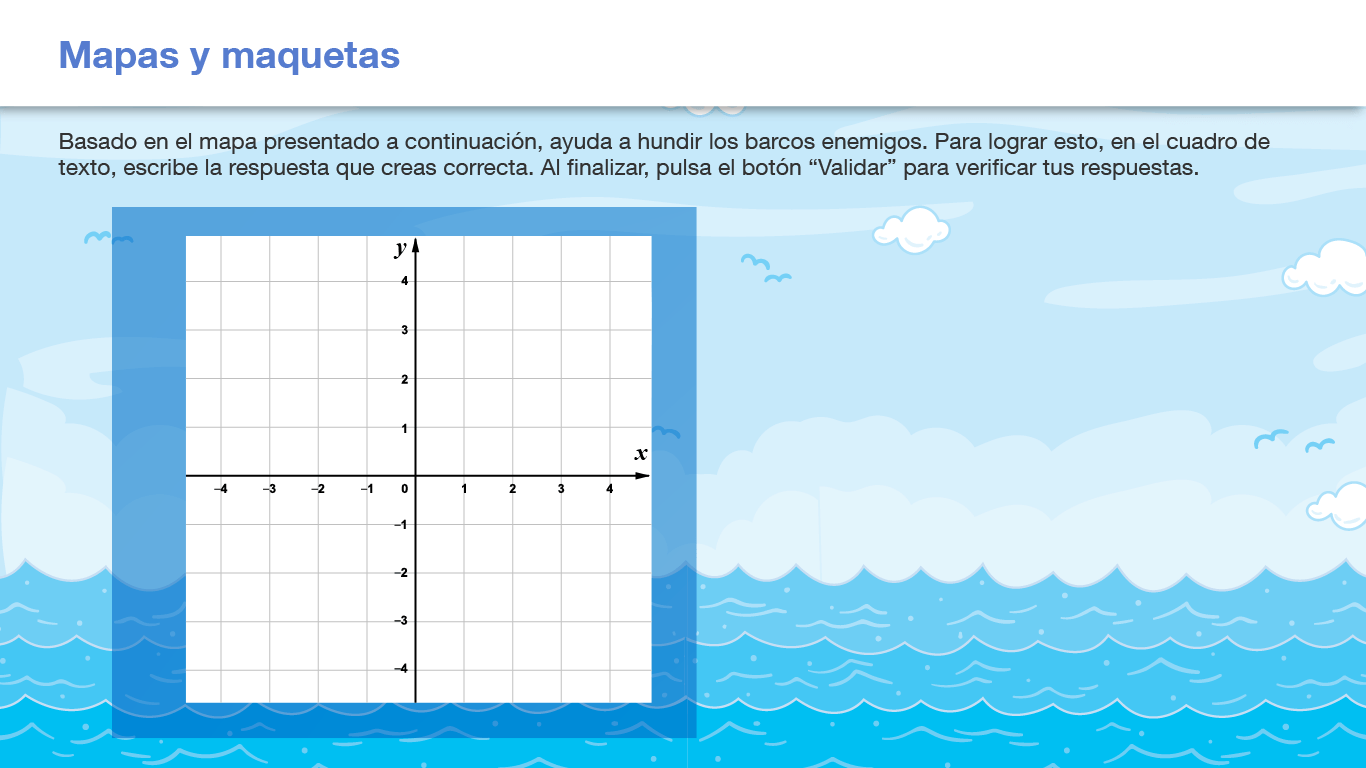 Mapas y maquetas
Basado en el mapa presentado a continuación, ayuda a hundir los barcos enemigos. Para lograr esto, en el cuadro de
texto, escribe la respuesta que creas correcta. Al finalizar, pulsa el botón “Validar” para verificar tus respuestas.
y
4
3
2
1
x
–4 –3 –2 –1 0 1 2 3 4
–1
–2
–3
–4